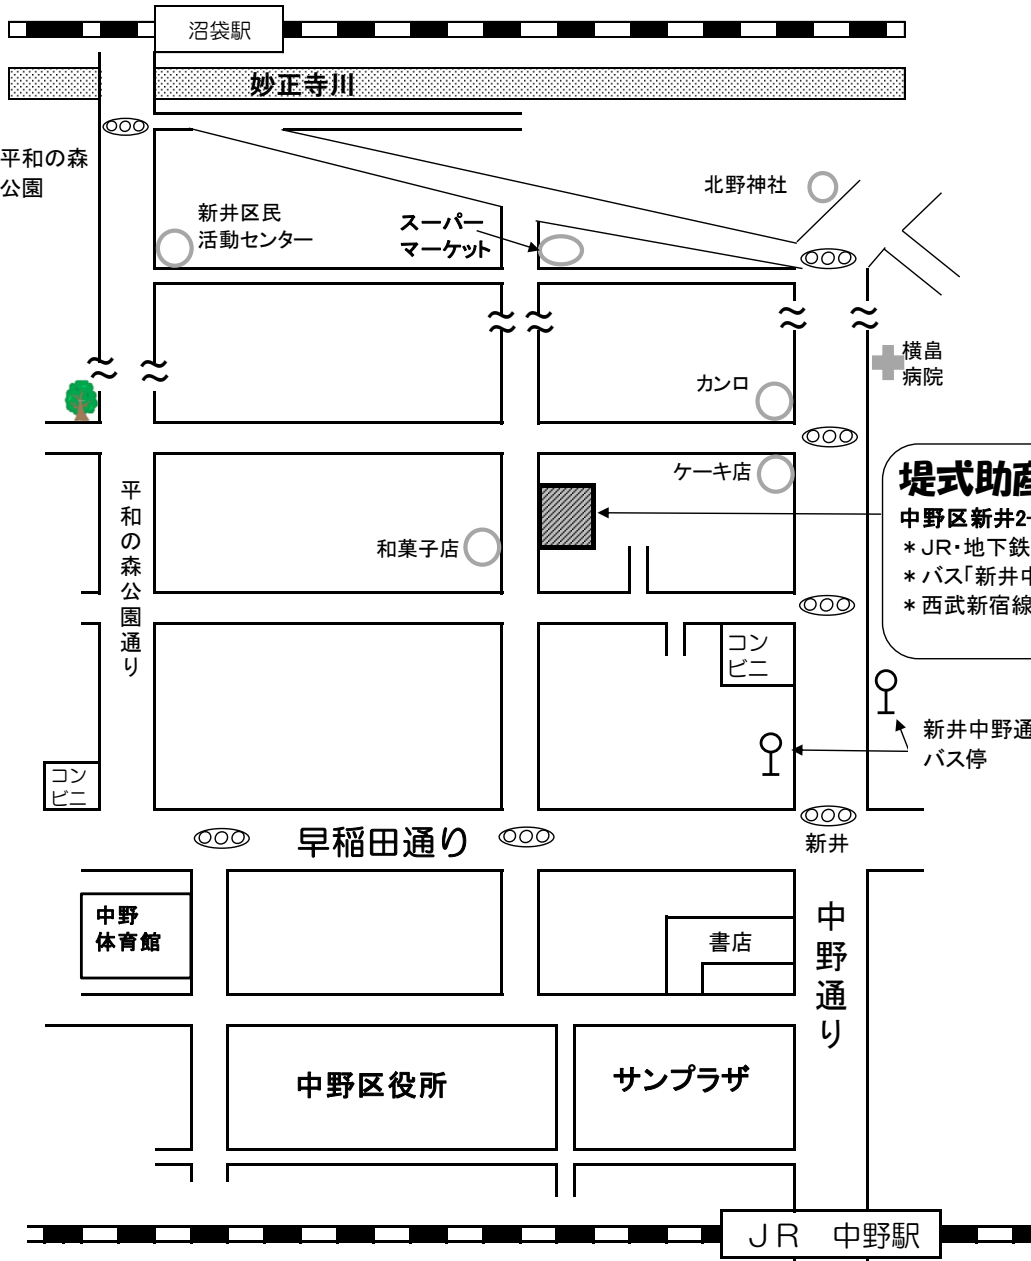 沼袋駅
妙正寺川
平和の森
公園
北野神社
新井区民
活動センター
スーパー
マーケット
横畠
病院
カンロ
堤式助産
ケーキ店
中野区新井2-
＊JR・地下鉄
＊バス「新井中
＊西武新宿線
和菓子店
平和の森公園通り
コン
ビニ
新井中野通
バス停
コン
ビニ
早稲田通り
新井
中野
体育館
書店
中野通り
中野区役所
サンプラザ
JR 中野駅